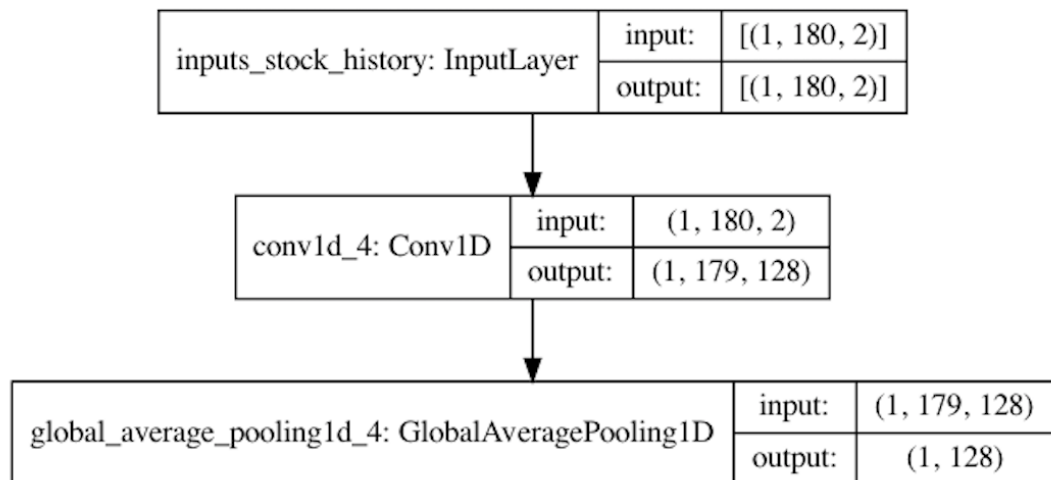 inputs_stock_history: InputLayer
input:
[(1, 180, 2)]
output:
[(1, 180, 2)]
conv1d_4: Conv1D
input:
(1, 180, 2)
output:
(1, 179, 128)
global_average_pooling1d_4: GlobalAveragePooling1D
input:
(1, 179, 128)
output:
(1, 128)